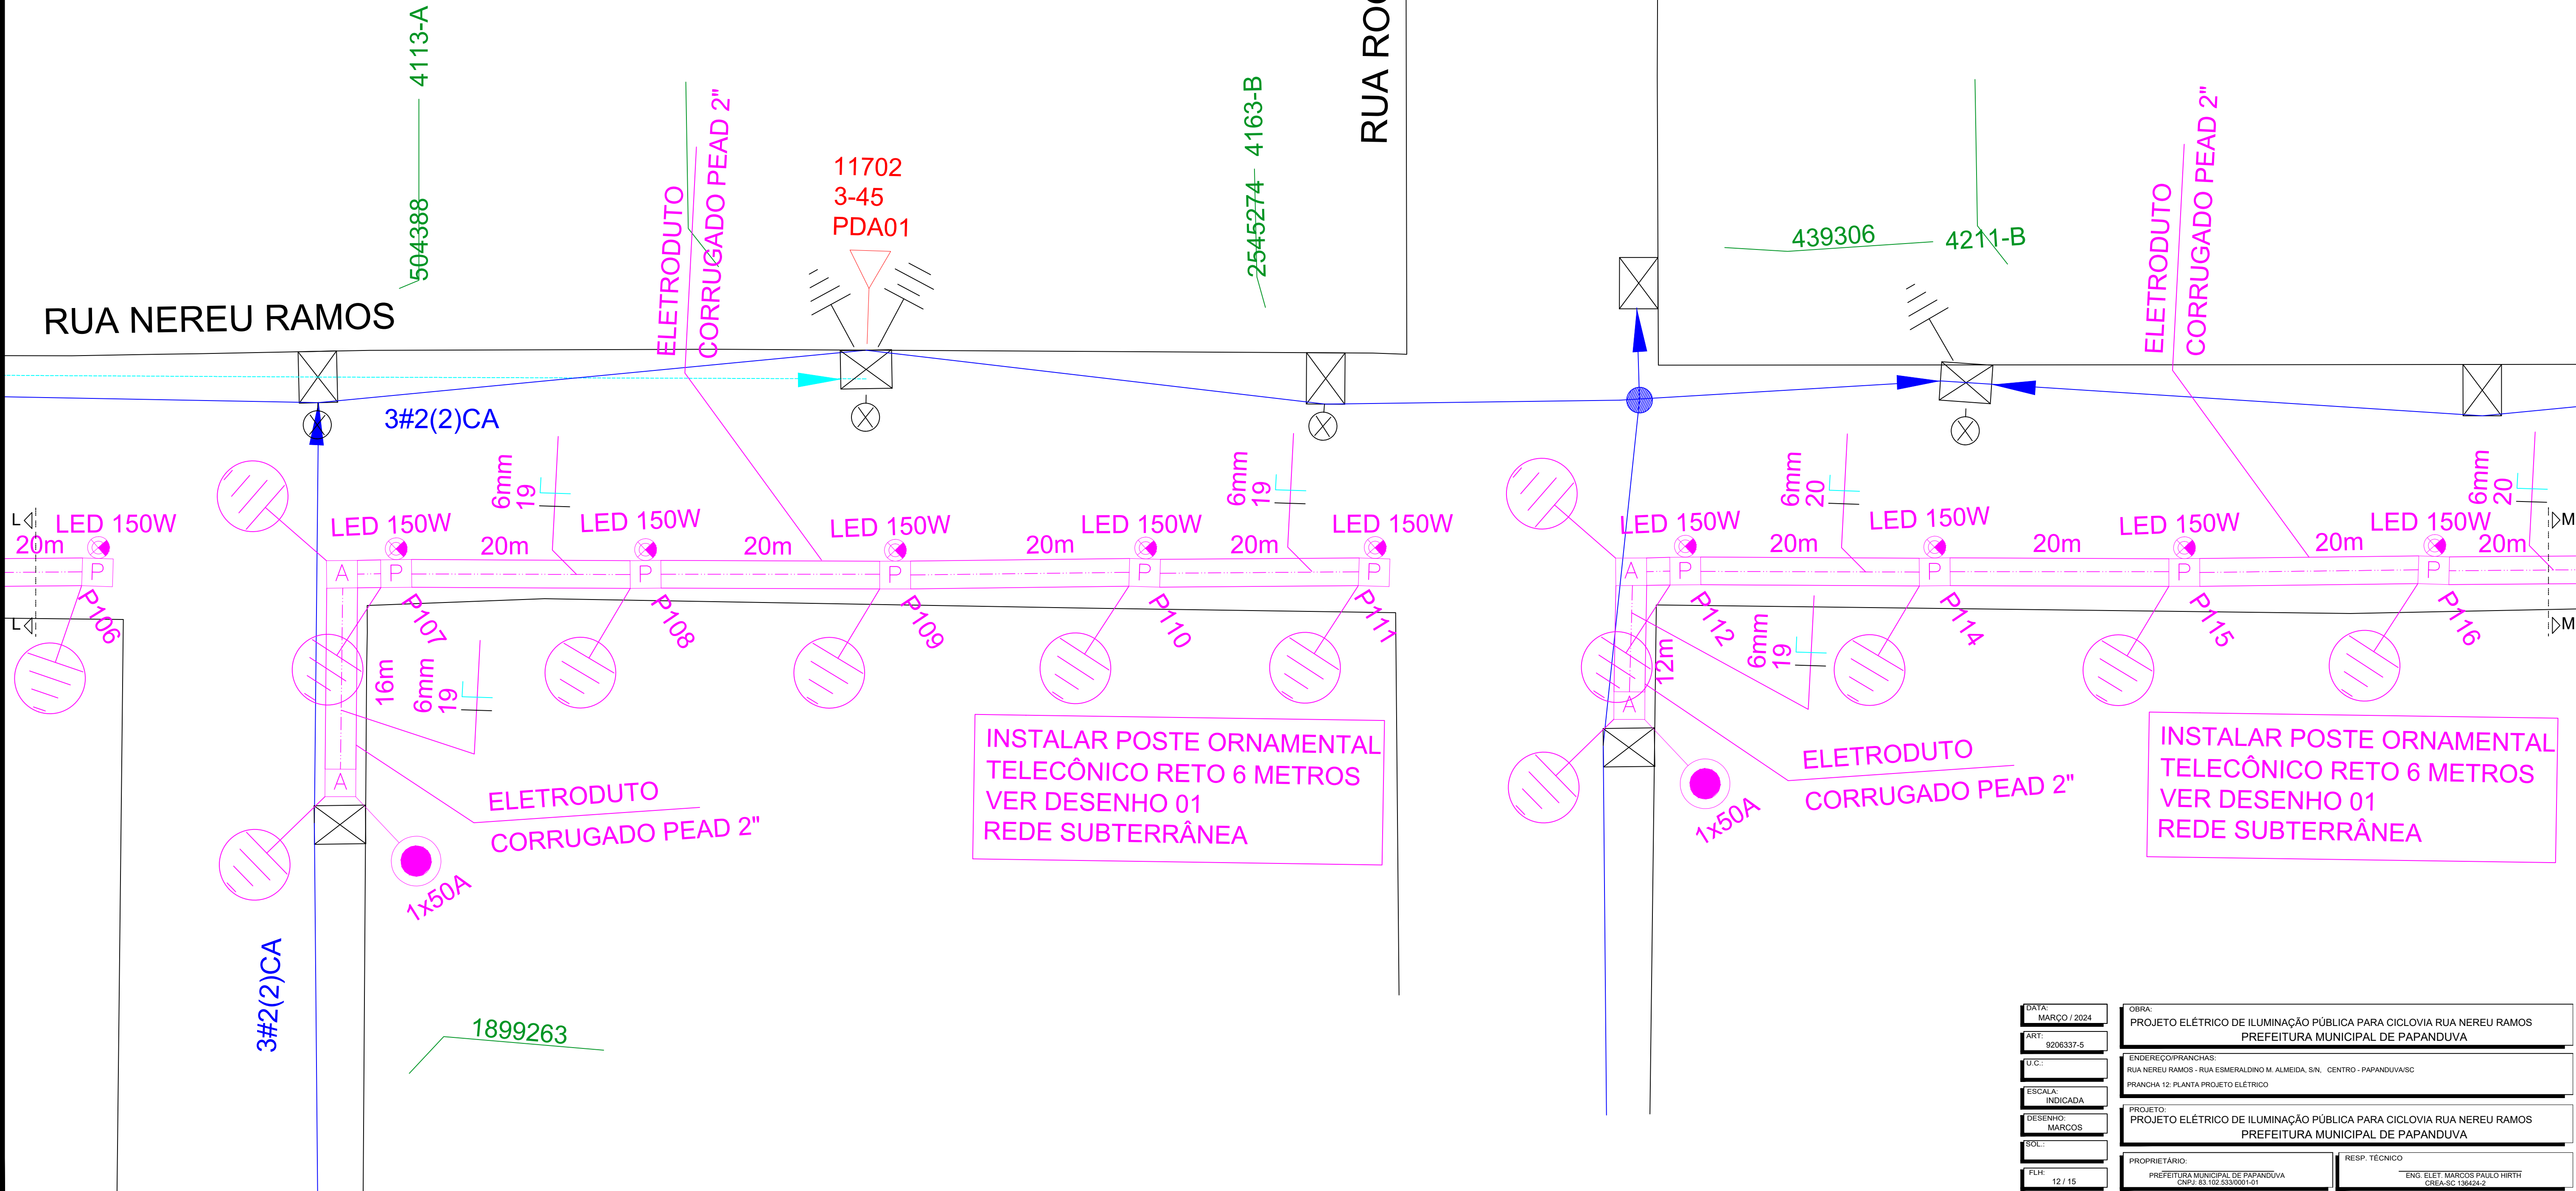 4113-A
504388
ELETRODUTO
CORRUGADO PEAD 2"
11702
3-45
PDA01
4163-B
2545274
439306
4211-B
ELETRODUTO
CORRUGADO PEAD 2"
RUA NEREU RAMOS
3#2(2)CA
6mm
19
6mm
19
6mm
20
6mm
20
L
LED 150W
LED 150W
LED 150W
LED 150W
LED 150W
LED 150W
LED 150W
LED 150W
LED 150W
LED 150W
M
20m
20m
20m
20m
20m
20m
20m
20m
20m
P
A
P
P
P
P
P
A
P
P
P
P
L
P106
P107
P108
P109
P110
P111
P112
P114
P115
P116
M
16m
6mm
19
12m
6mm
19
A
A
INSTALAR POSTE ORNAMENTAL
TELECÔNICO RETO 6 METROS
VER DESENHO 01
REDE SUBTERRÂNEA
INSTALAR POSTE ORNAMENTAL
TELECÔNICO RETO 6 METROS
VER DESENHO 01
REDE SUBTERRÂNEA
ELETRODUTO
CORRUGADO PEAD 2"
ELETRODUTO
CORRUGADO PEAD 2"
1x50A
1x50A
3#2(2)CA
1899263
DATA:
MARÇO / 2024
ART:
9206337-5
U.C.:
ESCALA:
INDICADA
DESENHO:
MARCOS
SOL.:
FLH:
12 / 15
OBRA:
PROJETO ELÉTRICO DE ILUMINAÇÃO PÚBLICA PARA CICLOVIA RUA NEREU RAMOS
PREFEITURA MUNICIPAL DE PAPANDUVA
ENDEREÇO/PRANCHAS:
RUA NEREU RAMOS - RUA ESMERALDINO M. ALMEIDA, S/N, CENTRO - PAPANDUVA/SC
PRANCHA 12: PLANTA PROJETO ELÉTRICO
PROJETO:
PROJETO ELÉTRICO DE ILUMINAÇÃO PÚBLICA PARA CICLOVIA RUA NEREU RAMOS
PREFEITURA MUNICIPAL DE PAPANDUVA
PROPRIETÁRIO:
PREFEITURA MUNICIPAL DE PAPANDUVA
CNPJ: 83.102.533/0001-01
RESP. TÉCNICO
ENG. ELET. MARCOS PAULO HIRTH
CREA-SC 136424-2
RUA